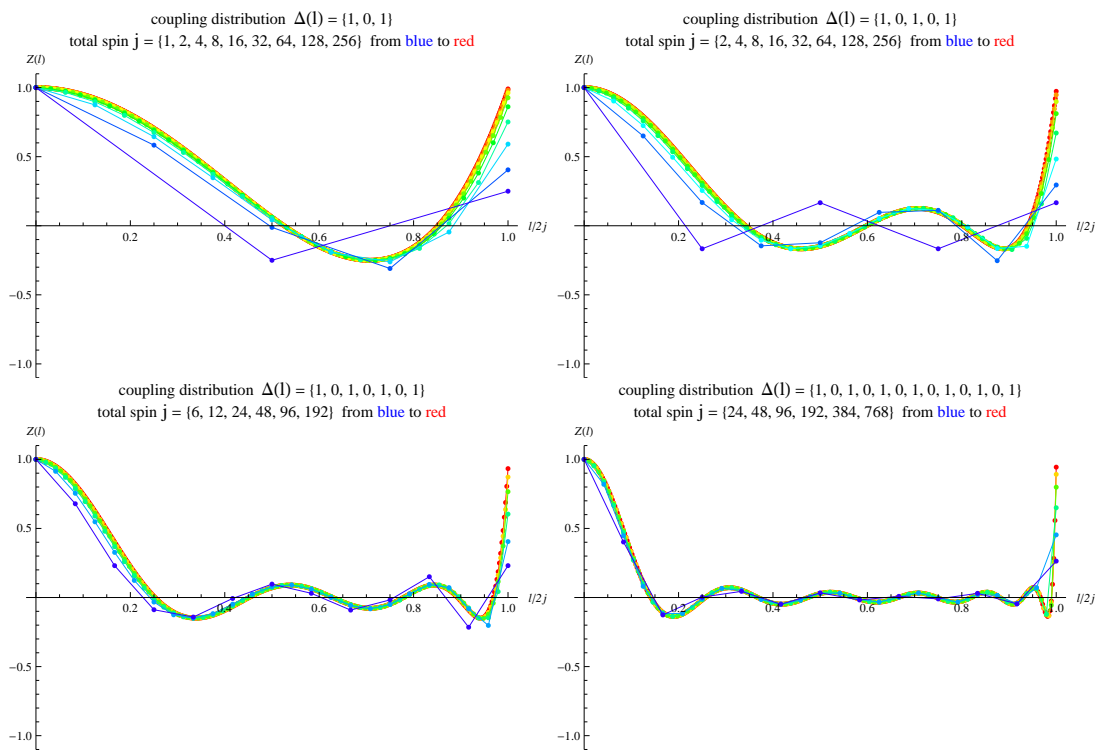 coupling distribution Δ(l) = {1, 0, 1}
total spin j = {1, 2, 4, 8, 16, 32, 64, 128, 256} from blue to red
Z(l)
1.0
0.5
−0.5
−1.0
0.2
0.4
0.6
0.8
1.0
l/2j
coupling distribution Δ(l) = {1, 0, 1, 0, 1}
total spin j = {2, 4, 8, 16, 32, 64, 128, 256} from blue to red
Z(l)
1.0
0.5
−0.5
−1.0
0.2
0.4
0.6
0.8
1.0
l/2j
coupling distribution Δ(l) = {1, 0, 1, 0, 1, 0, 1}
total spin j = {6, 12, 24, 48, 96, 192} from blue to red
Z(l)
1.0
0.5
−0.5
−1.0
0.2
0.4
0.6
0.8
1.0
l/2j
coupling distribution Δ(l) = {1, 0, 1, 0, 1, 0, 1, 0, 1, 0, 1, 0, 1}
total spin j = {24, 48, 96, 192, 384, 768} from blue to red
Z(l)
1.0
0.5
−0.5
−1.0
0.2
0.4
0.6
0.8
1.0
l/2j